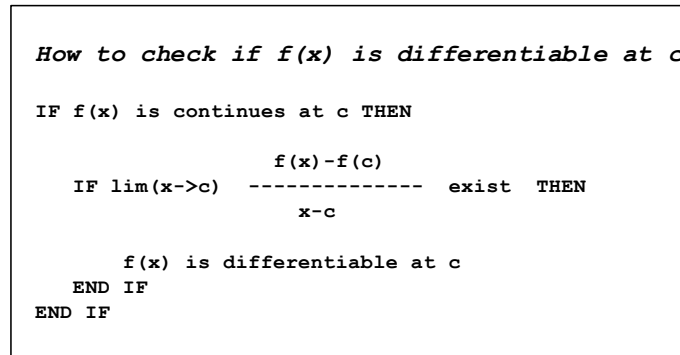 How to check if f(x) is differentiable at c
IF f(x) is continues at c THEN
f(x)-f(c)
IF lim(x->c) -------------- exist THEN
x-c
f(x) is differentiable at c
END IF
END IF